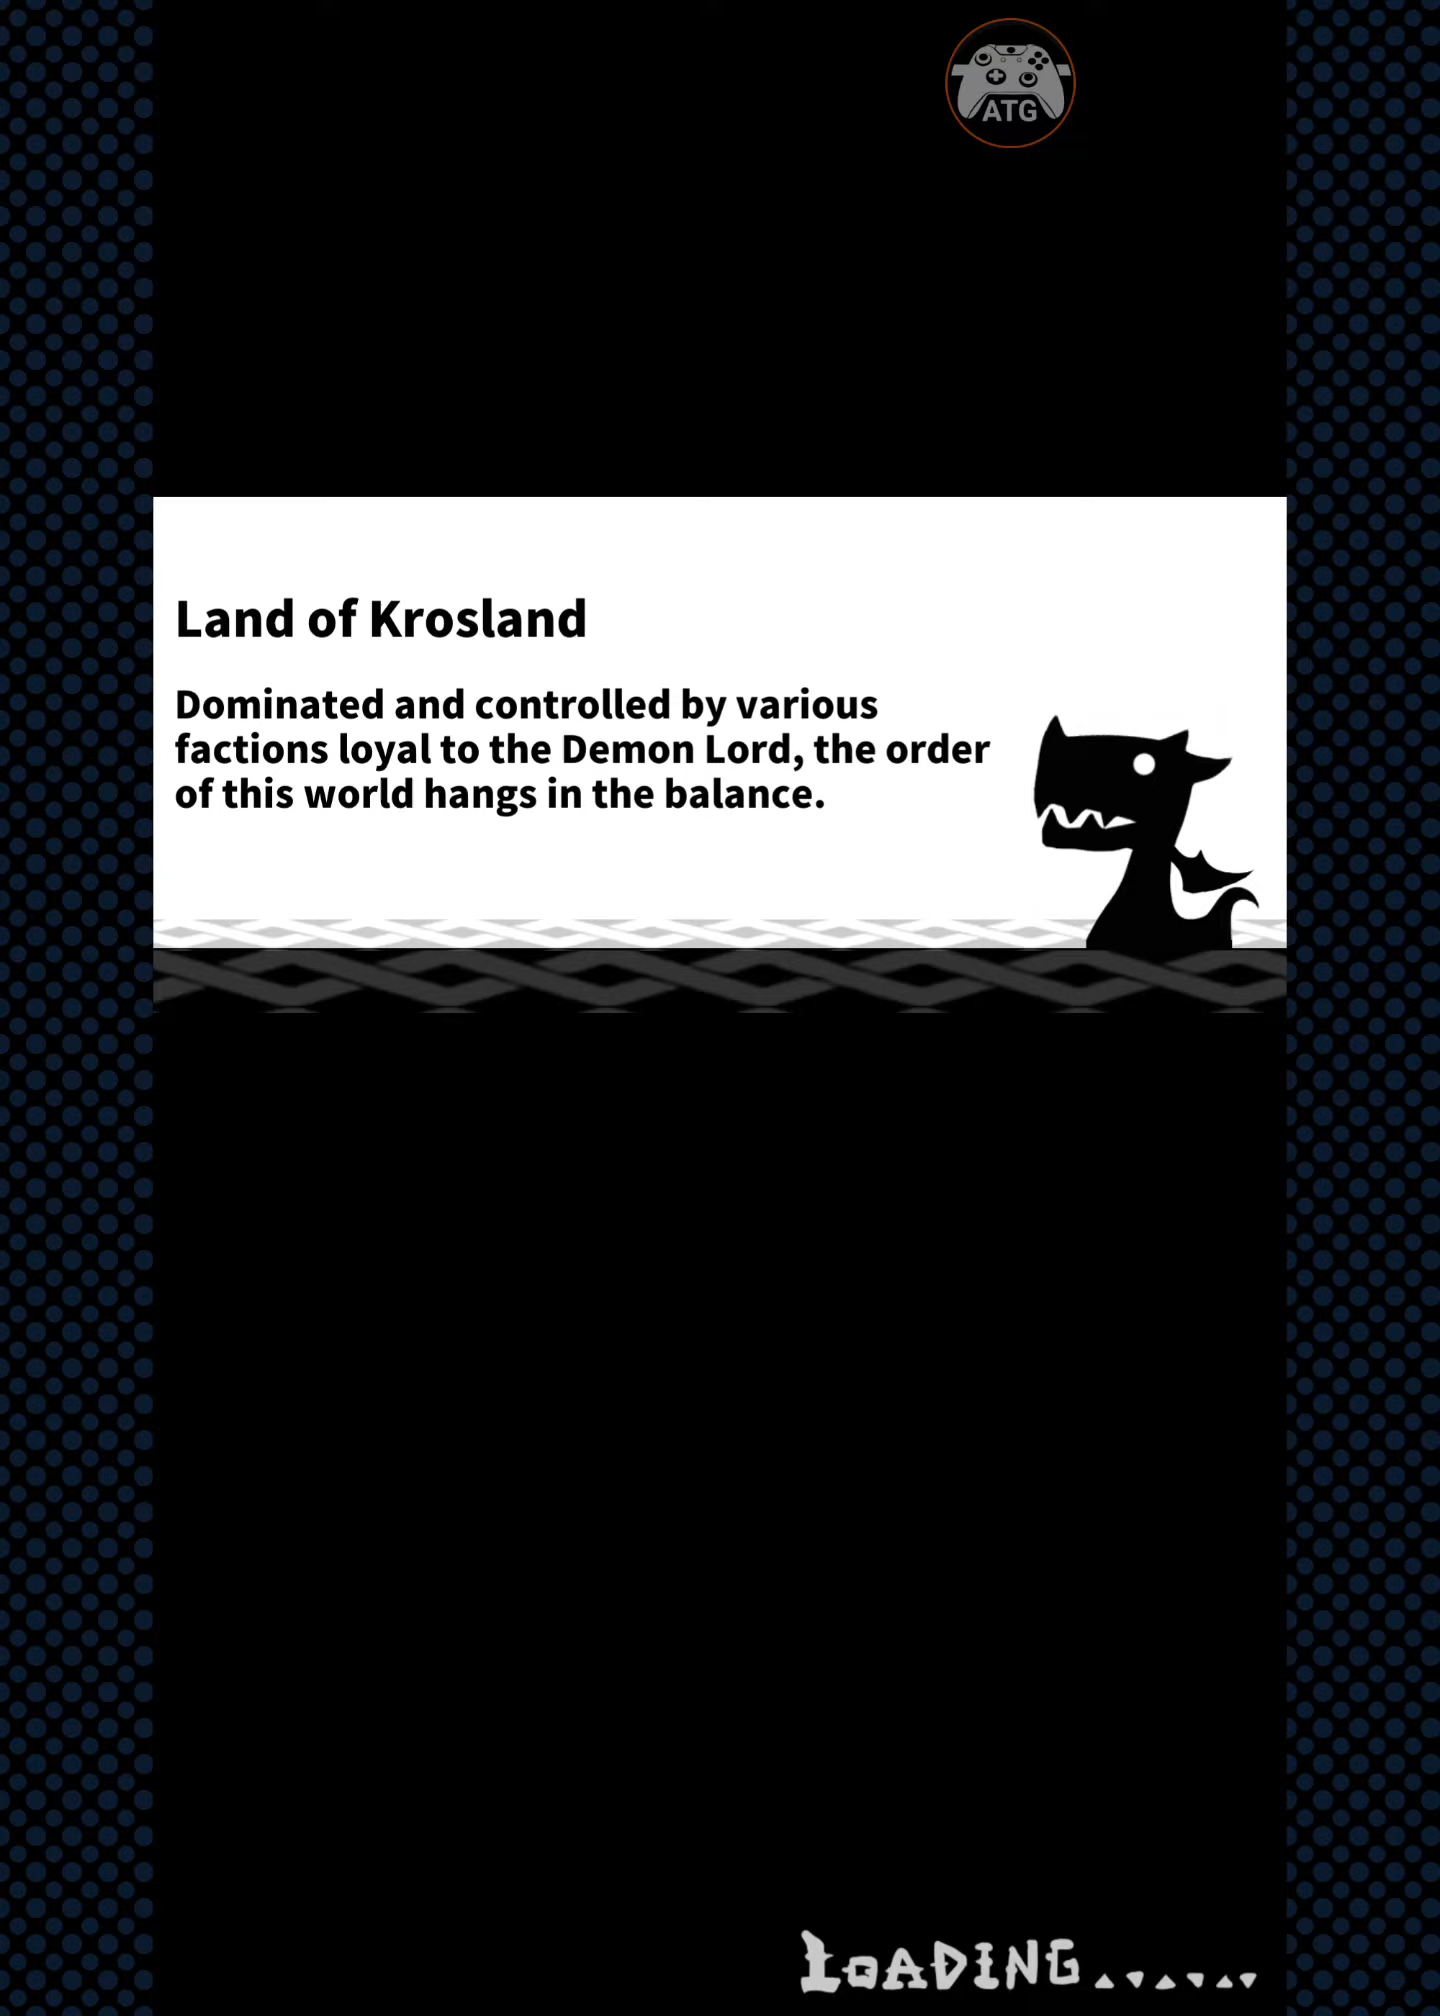 ATG
Land of Krosland
Dominated and controlled by various
factions loyal to the Demon Lord, the order
of this world hangs in the balance.
LoADING......